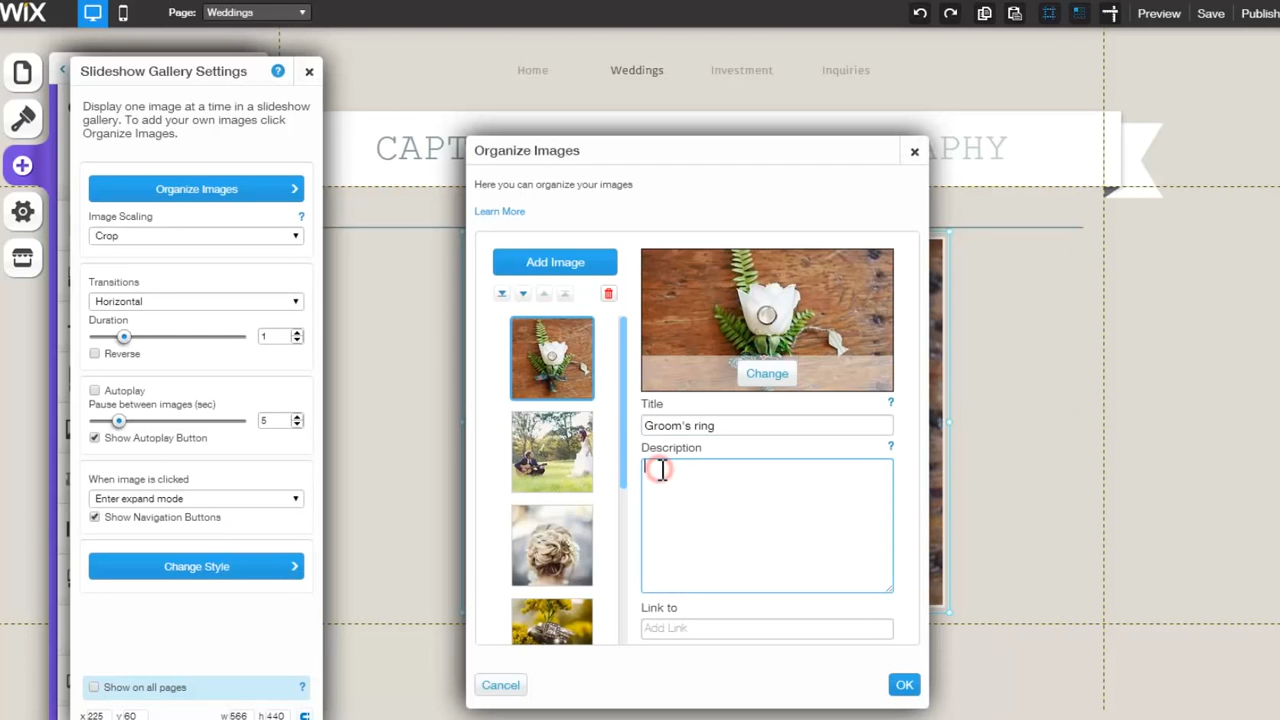 WiX
Page: Weddings
Preview Save Publish
Slideshow Gallery Settings
Display one image at a time in a slideshow
gallery. To add your own images click
Organize Images.
Organize Images
Image Scaling
Crop
Transitions
Horizontal
Duration
1
Reverse
Autoplay
Pause between images (sec)
5
Show Autoplay Button
When image is clicked
Enter expand mode
Show Navigation Buttons
Change Style
Show on all pages
x 225 y 60 w 566 h 440
Home Weddings Investment Inquiries
CAPT
APHY
Organize Images
Here you can organize your images
Learn More
Add Image
Change
Title
Groom's ring
Description
Link to
Add Link
Cancel
OK